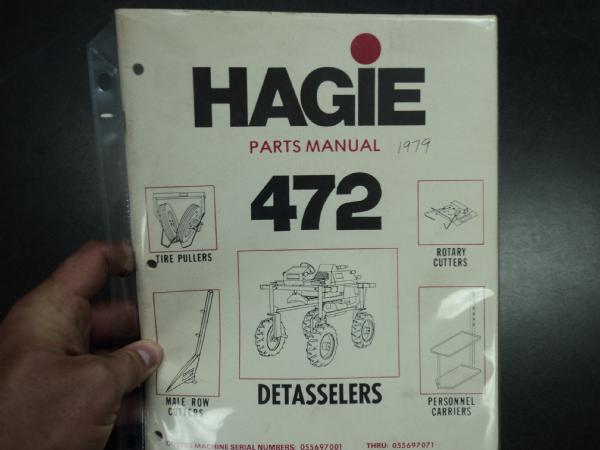 HAGIE
PARTS MANUAL 1979
472
TIRE PULLERS
ROTARY
CUTTERS
MALE ROW
CUTTERS
DETASSELERS
PERSONNEL
CARRIERS
MACHINE SERIAL NUMBERS: 055697001 THRU: 055697071